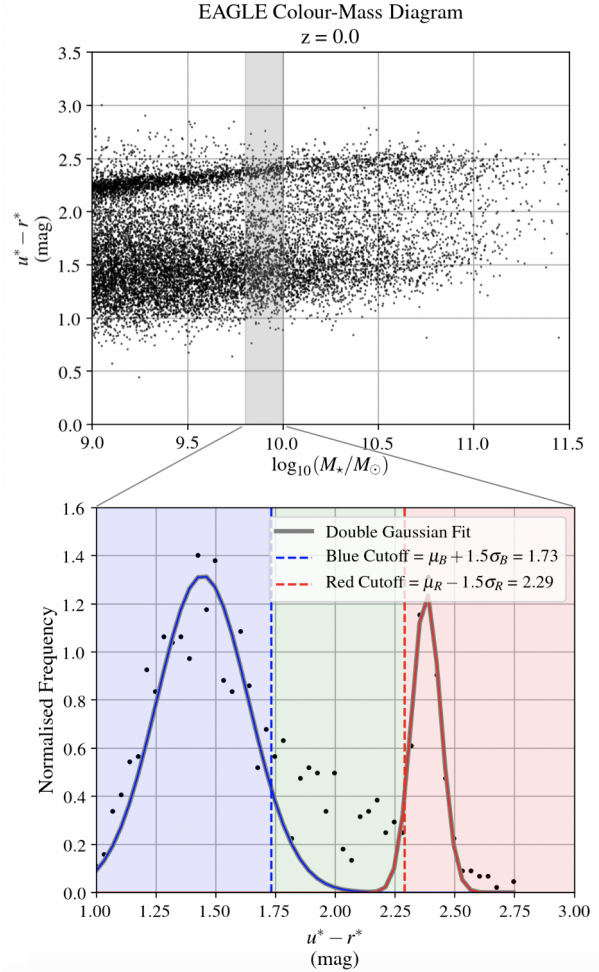 EAGLE Colour-Mass Diagram
z = 0.0
3.5
3.0
2.5
2.0
1.5
1.0
0.5
0.0
u* − r*
(mag)
9.0 9.5 10.0 10.5 11.0 11.5
log₁₀(M⋆/M☉)
1.6
1.4
1.2
1.0
0.8
0.6
0.4
0.2
0.0
Normalised Frequency
Double Gaussian Fit
Blue Cutoff = μ_B + 1.5σ_B = 1.73
Red Cutoff = μ_R − 1.5σ_R = 2.29
1.00 1.25 1.50 1.75 2.00 2.25 2.50 2.75 3.00
u* − r*
(mag)